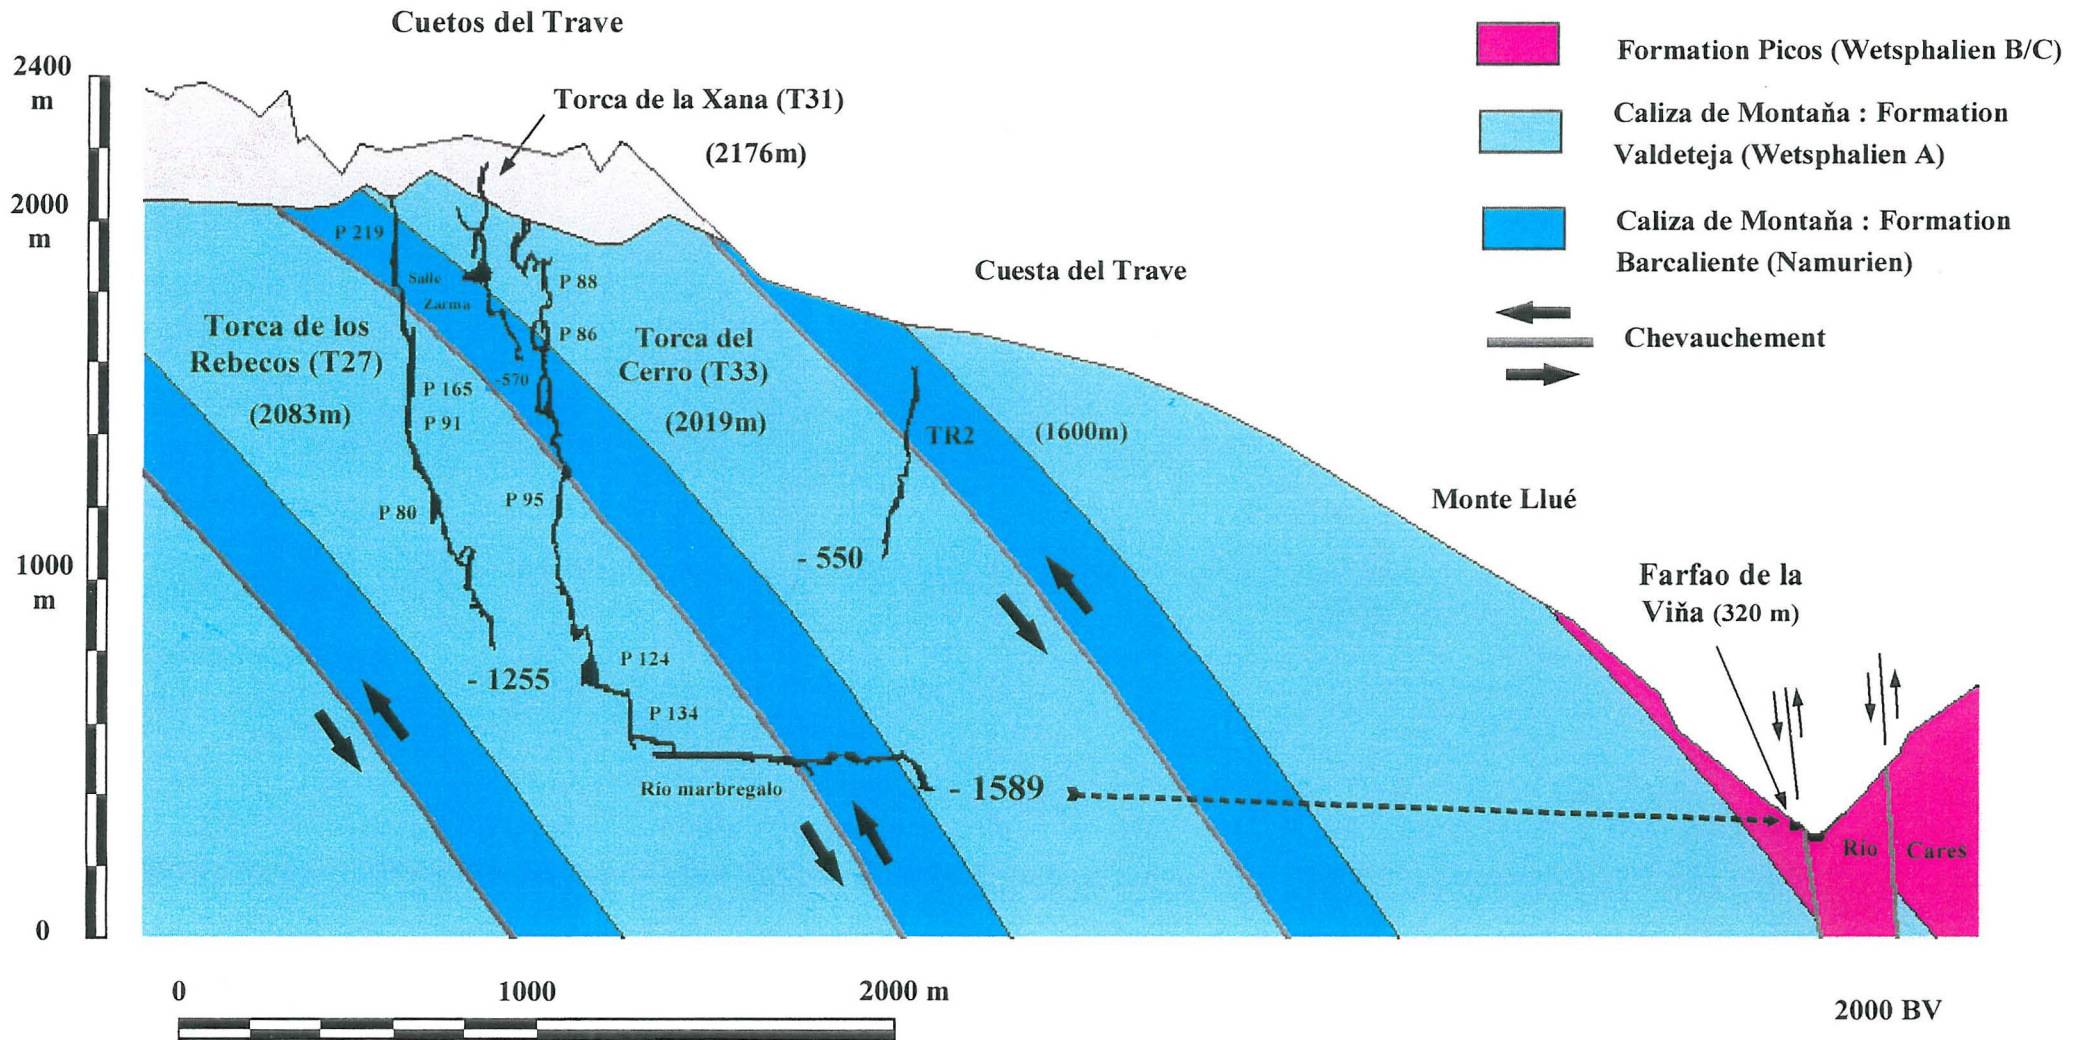 Cuetos del Trave
2400
m
2000
m
1000
m
0
Torca de la Xana (T31)
(2176m)
Formation Picos (Wetsphalien B/C)
Caliza de Montaňa : Formation
Valdeteja (Wetsphalien A)
Caliza de Montaňa : Formation
Barcaliente (Namurien)
Chevauchement
Cuesta del Trave
P 219
Salle
Zarma
P 88
P 86
Torca de los
Rebecos (T27)
(2083m)
P 165
P 91
-570
Torca del
Cerro (T33)
(2019m)
TR2
(1600m)
P 80
P 95
- 550
Monte Llué
Farfao de la
Viňa (320 m)
- 1255
P 124
P 134
Río marbregalo
- 1589
Río
Cares
0
1000
2000 m
2000 BV